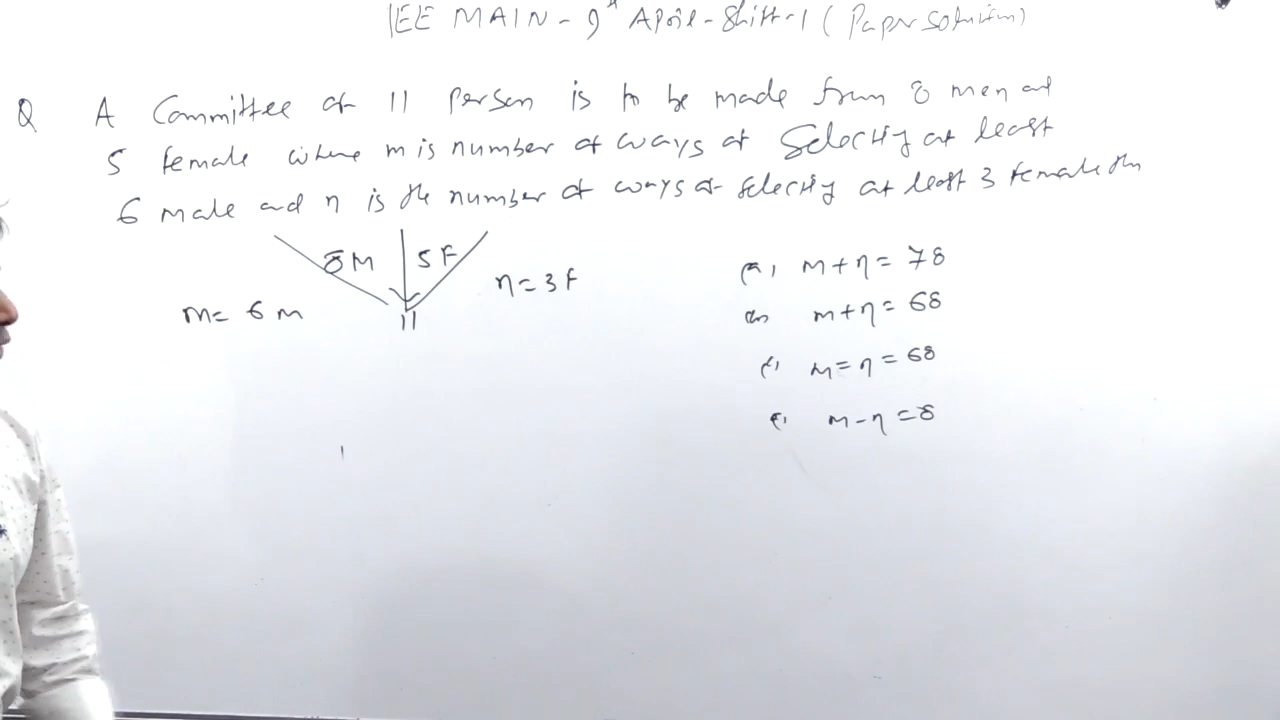 JEE MAIN - 9th April - Shift-1 (Paper solution)
Q A Committee of 11 person is to be made from 8 men and
5 female where m is number of ways of Selecting at least
6 male and n is the number of ways of selecting at least 3 female then
8M 5F
m= 6 m 11 n = 3 F
(a) m+n = 78
(b) m+n = 68
(c) m = n = 68
(d) m-n = 8